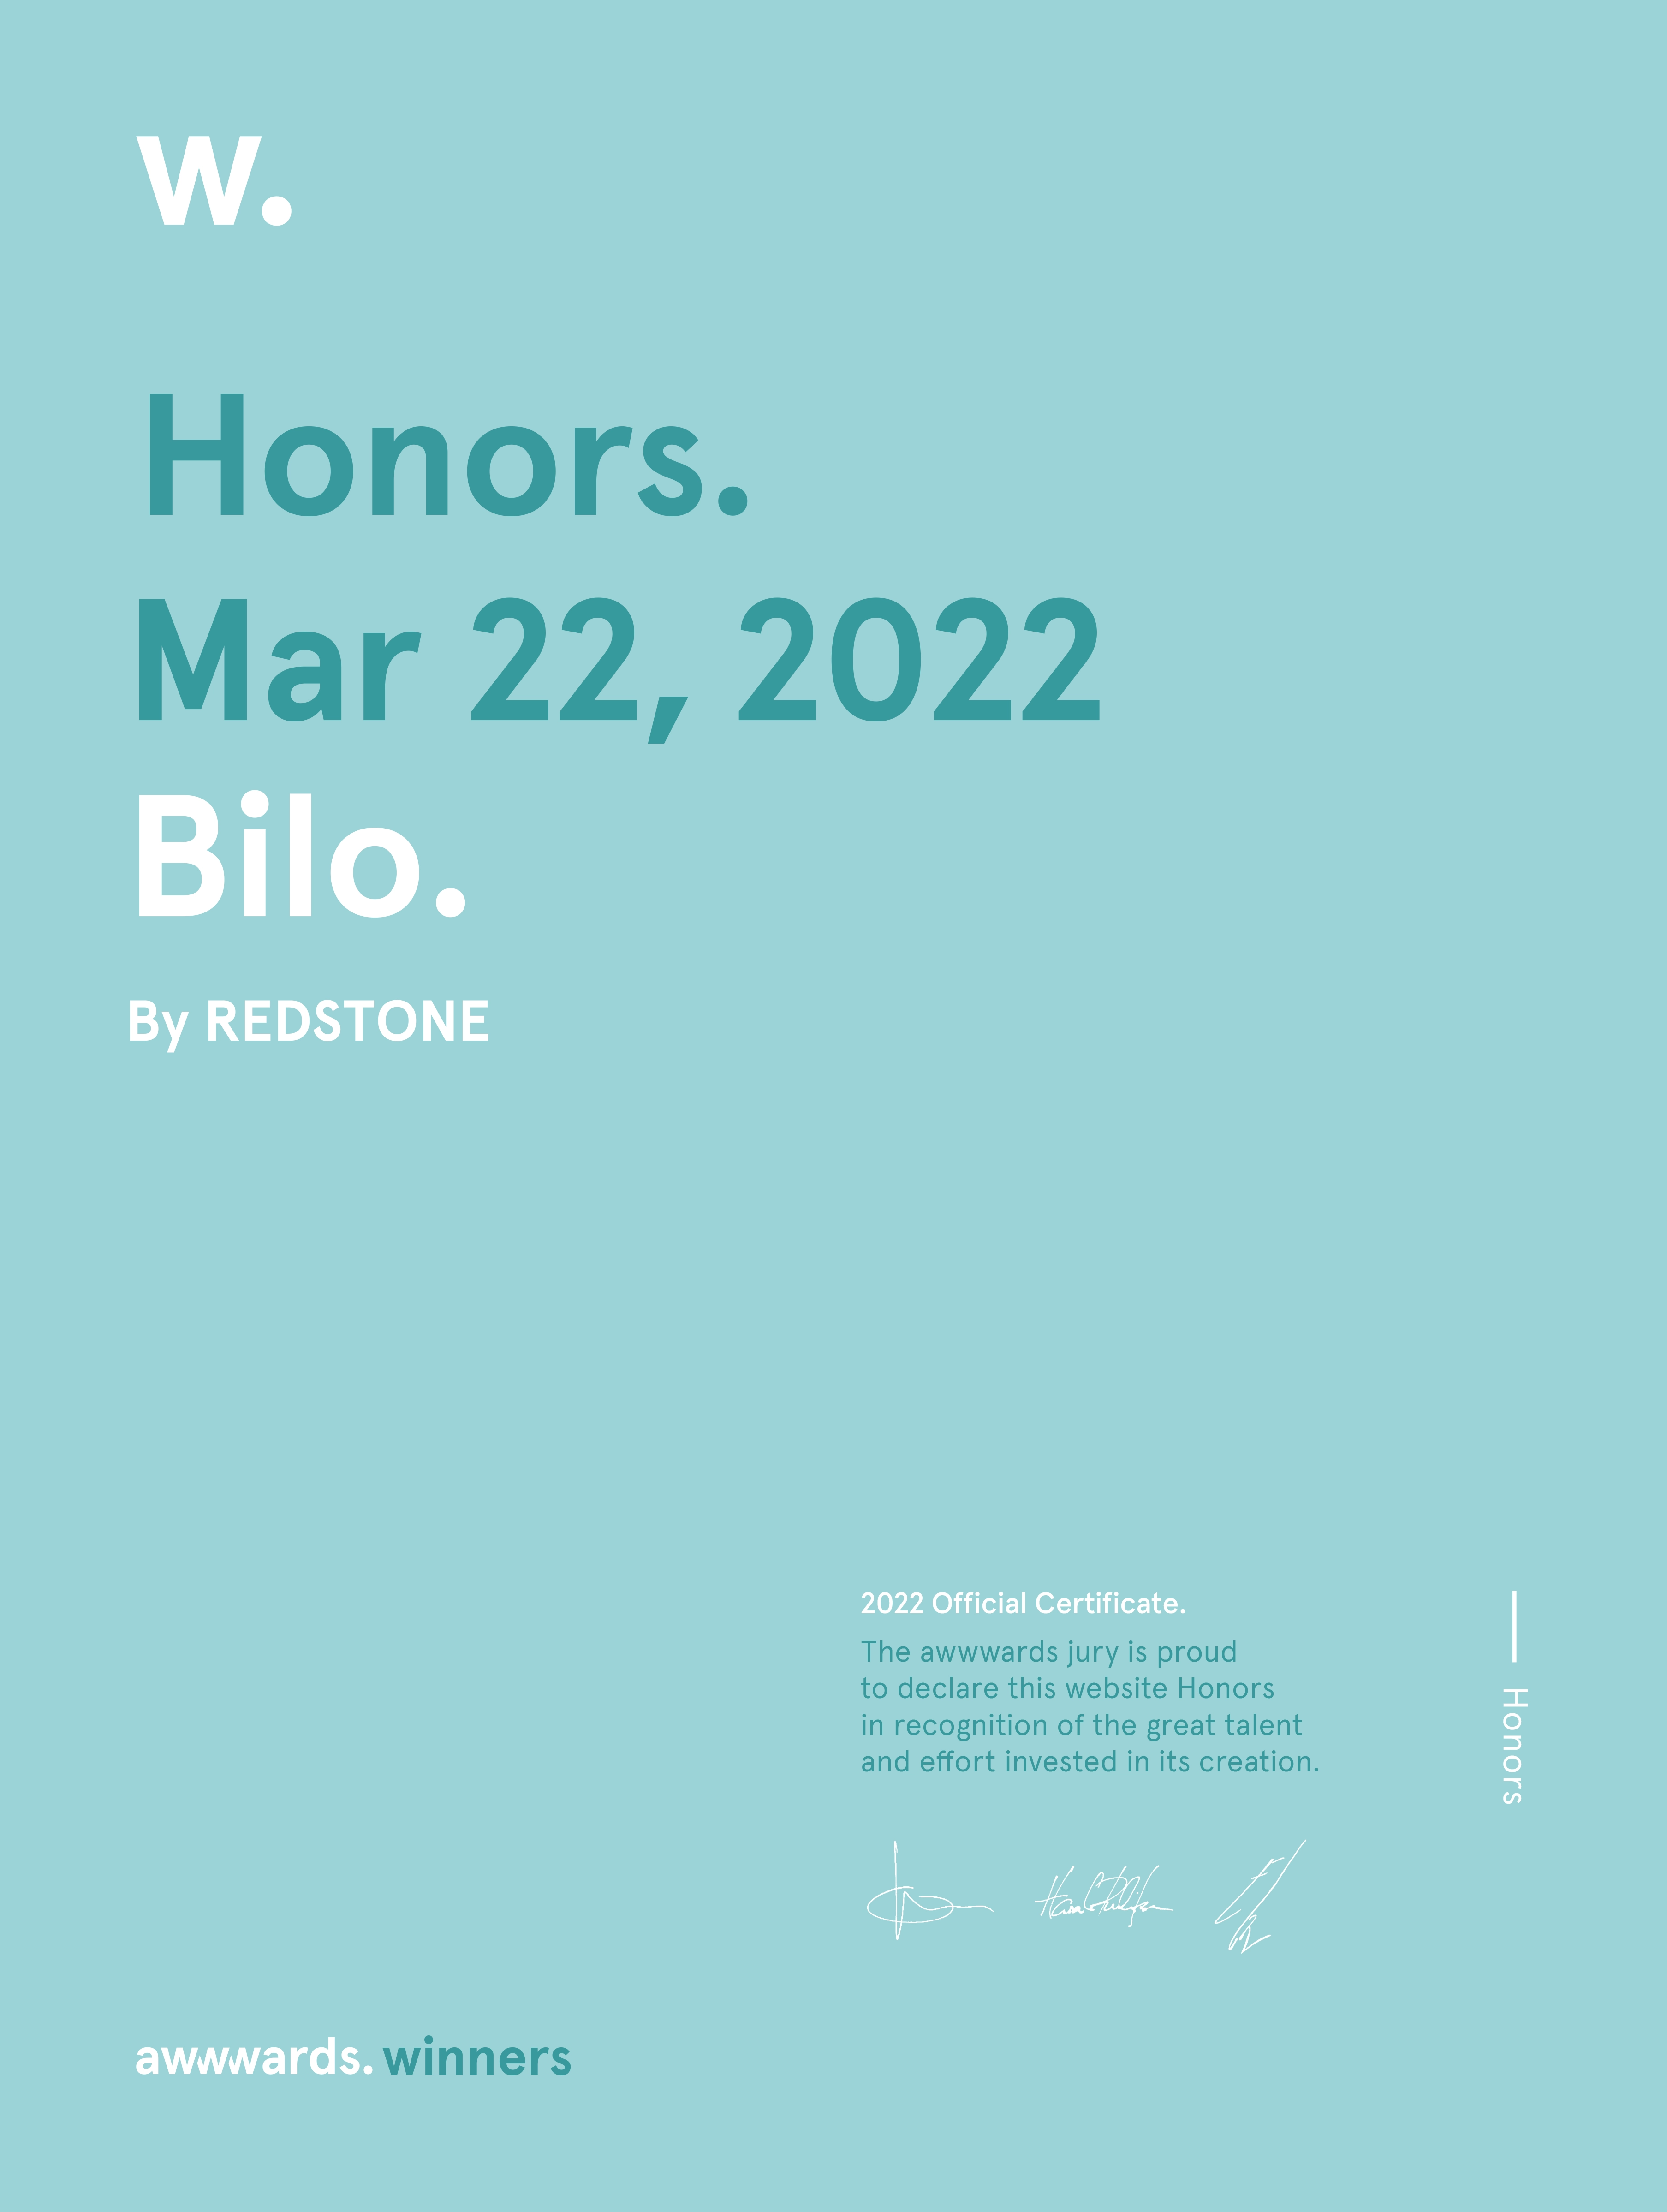 W.
Honors.
Mar 22, 2022
Bilo.
By REDSTONE
2022 Official Certificate.
The awwwards jury is proud
to declare this website Honors
in recognition of the great talent
and effort invested in its creation.
Honors
awwwards. winners